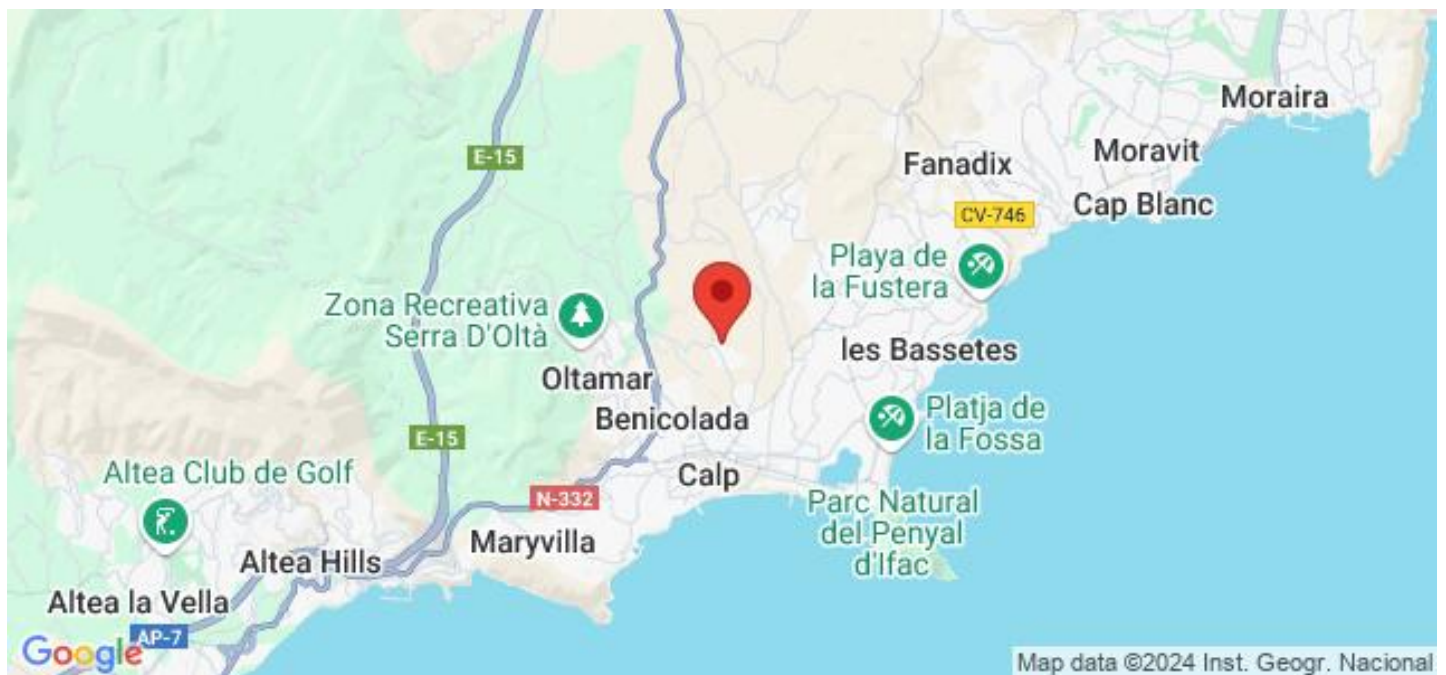 Moraira
E-15
Fanadix
Moravit
CV-746
Cap Blanc
Playa de
la Fustera
Zona Recreativa
Serra D'Oltà
les Bassetes
Oltamar
Benicolada
Platja de
la Fossa
E-15
Altea Club de Golf
Calp
N-332
Parc Natural
del Penyal
d'Ifac
Maryvilla
Altea Hills
Altea la Vella
AP-7
Google
Map data ©2024 Inst. Geogr. Nacional